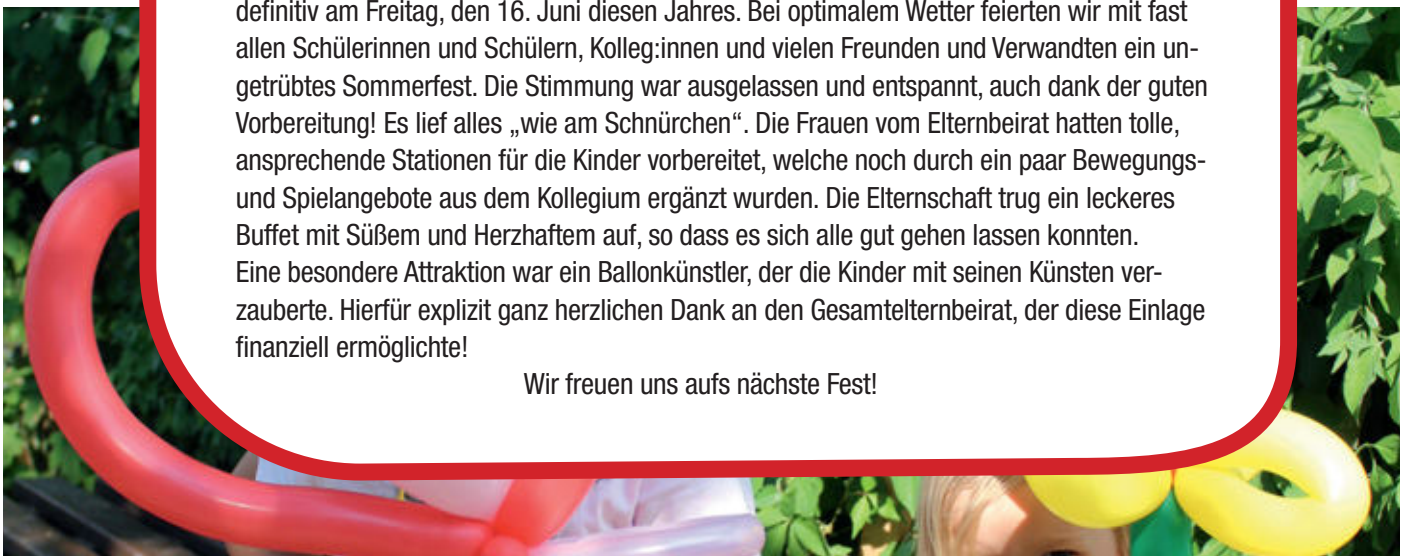 definitiv am Freitag, den 16. Juni diesen Jahres. Bei optimalem Wetter feierten wir mit fast
allen Schülerinnen und Schülern, Kolleg:innen und vielen Freunden und Verwandten ein un-
getrübtes Sommerfest. Die Stimmung war ausgelassen und entspannt, auch dank der guten
Vorbereitung! Es lief alles „wie am Schnürchen“. Die Frauen vom Elternbeirat hatten tolle,
ansprechende Stationen für die Kinder vorbereitet, welche noch durch ein paar Bewegungs-
und Spielangebote aus dem Kollegium ergänzt wurden. Die Elternschaft trug ein leckeres
Buffet mit Süßem und Herzhaftem auf, so dass es sich alle gut gehen lassen konnten.
Eine besondere Attraktion war ein Ballonkünstler, der die Kinder mit seinen Künsten ver-
zauberte. Hierfür explizit ganz herzlichen Dank an den Gesamtelternbeirat, der diese Einlage
finanziell ermöglichte!
Wir freuen uns aufs nächste Fest!